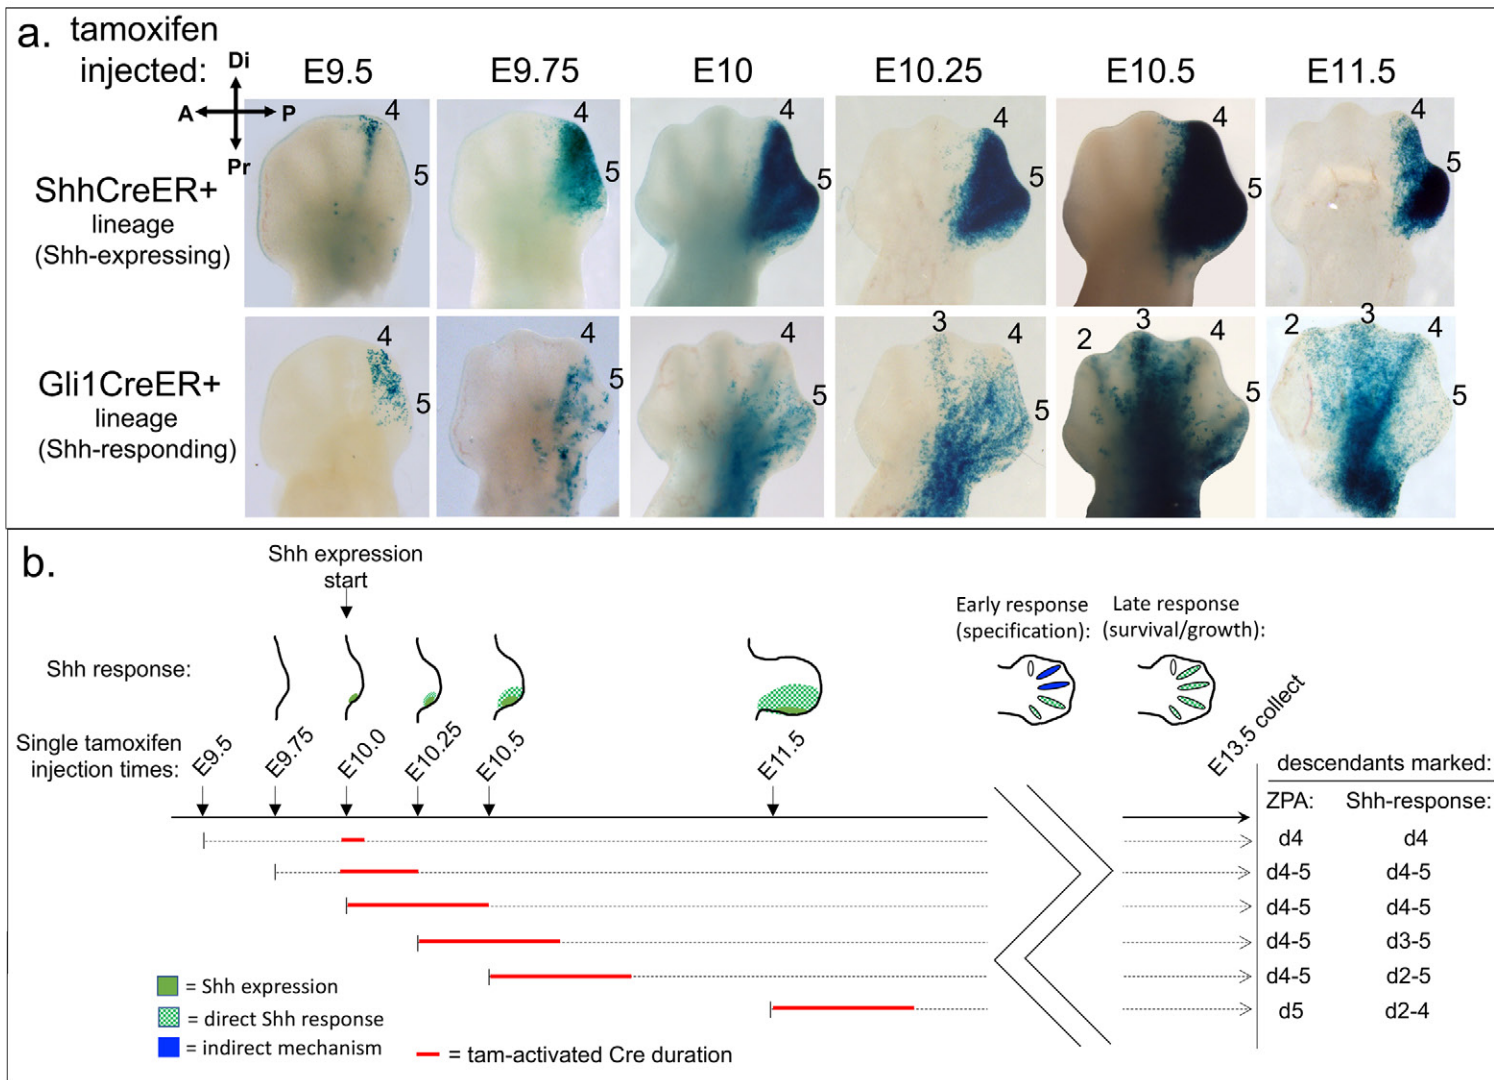 a. tamoxifen
injected: E9.5 E9.75 E10 E10.25 E10.5 E11.5
Di
A P
Pr
4 4 4 4 4 4
5 5 5 5 5 5
ShhCreER+
lineage
(Shh-expressing)
4 4 4 3 4 2 3 4 2 3 4
5 5 5 5 5 5
Gli1CreER+
lineage
(Shh-responding)
b.
Shh expression
start
Shh response:
Early response
(specification):
Late response
(survival/growth):
Single tamoxifen
injection times:
E9.5 E9.75 E10.0 E10.25 E10.5 E11.5 E13.5 collect
descendants marked:
ZPA: Shh-response:
d4 d4
d4-5 d4-5
d4-5 d4-5
d4-5 d3-5
d4-5 d2-5
d5 d2-4
= Shh expression
= direct Shh response
= indirect mechanism
= tam-activated Cre duration